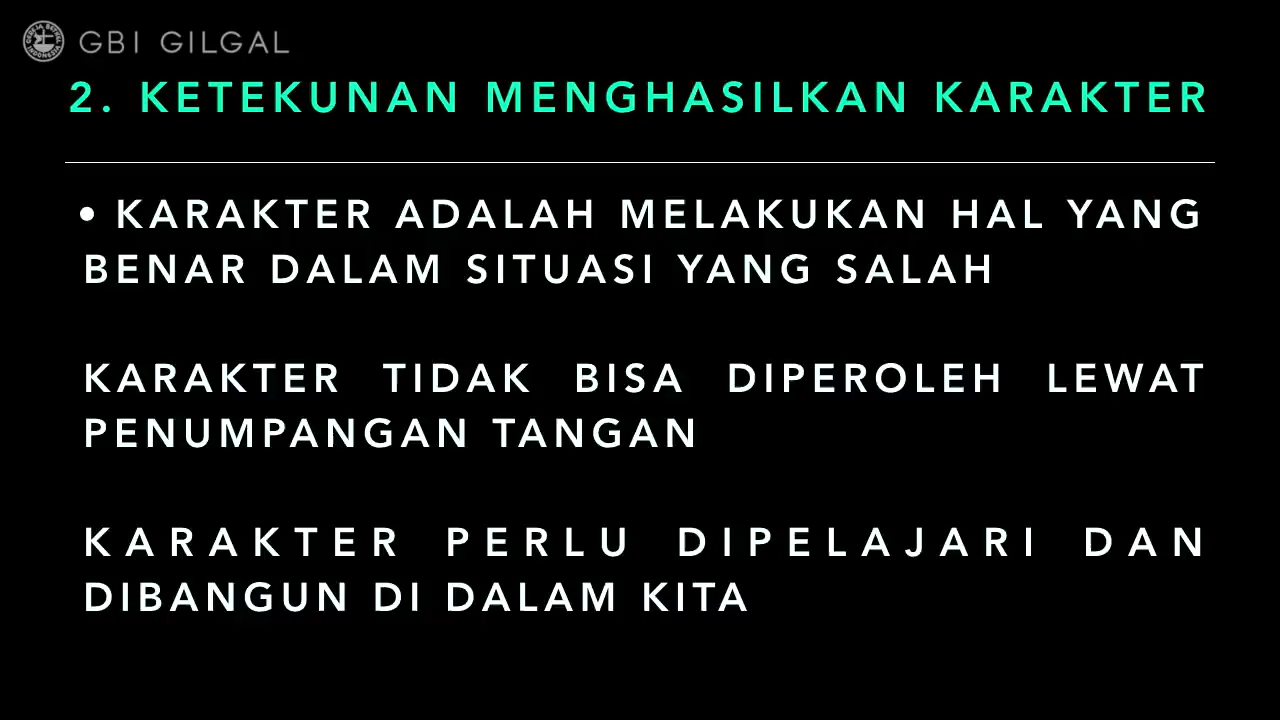 GBI GILGAL
2. KETEKUNAN MENGHASILKAN KARAKTER
• KARAKTER ADALAH MELAKUKAN HAL YANG
BENAR DALAM SITUASI YANG SALAH
KARAKTER TIDAK BISA DIPEROLEH LEWAT
PENUMPANGAN TANGAN
KARAKTER PERLU DIPELAJARI DAN
DIBANGUN DI DALAM KITA